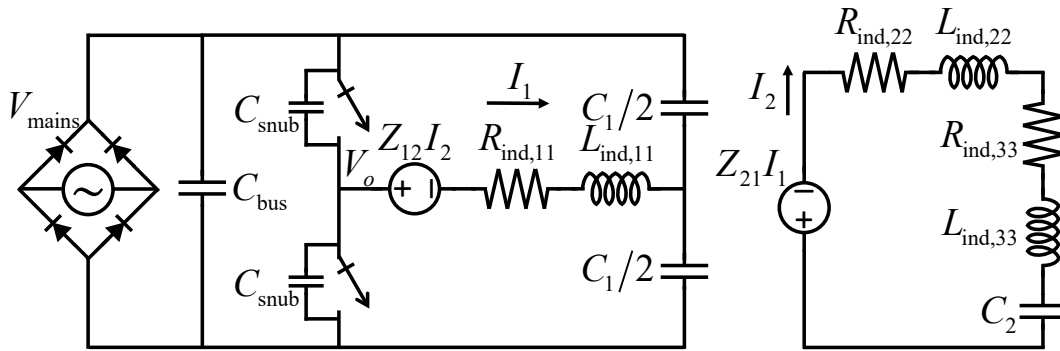 V_mains
C_bus
C_snub
C_snub
V_o
Z_12 I_2
+ −
R_ind,11
I_1
L_ind,11
C_1/2
C_1/2
I_2
R_ind,22
L_ind,22
R_ind,33
L_ind,33
C_2
Z_21 I_1
−
+